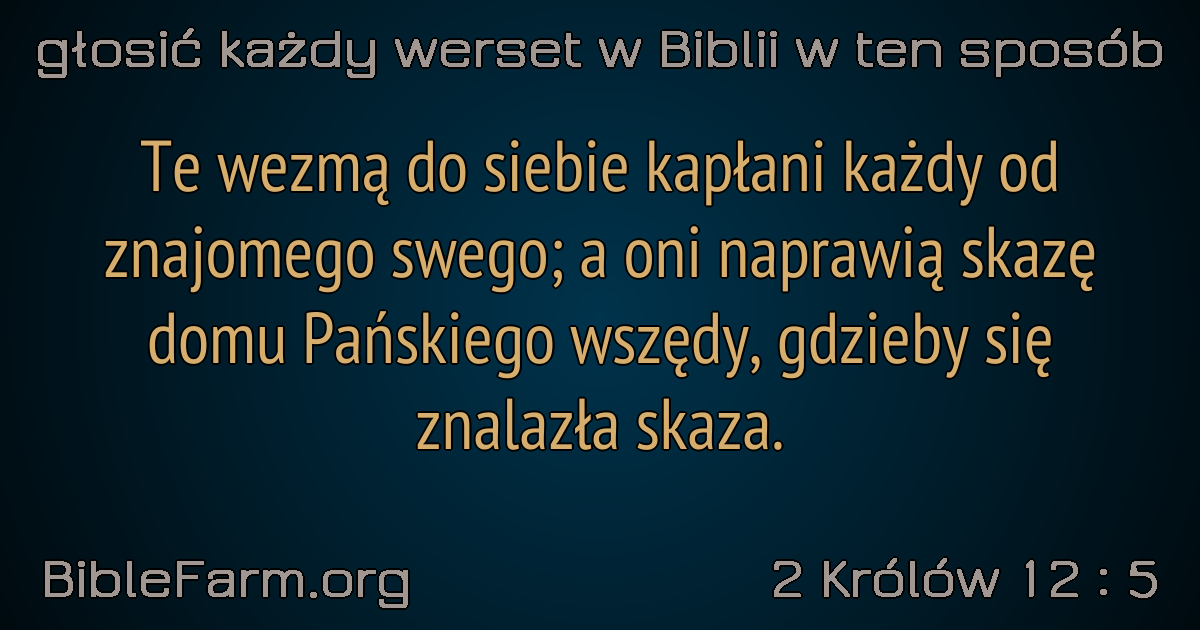 głosić każdy werset w Biblii w ten sposób
Te wezmą do siebie kapłani każdy od
znajomego swego; a oni naprawią skazę
domu Pańskiego wszędy, gdzieby się
znalazła skaza.
BibleFarm.org
2 Królów 12 : 5